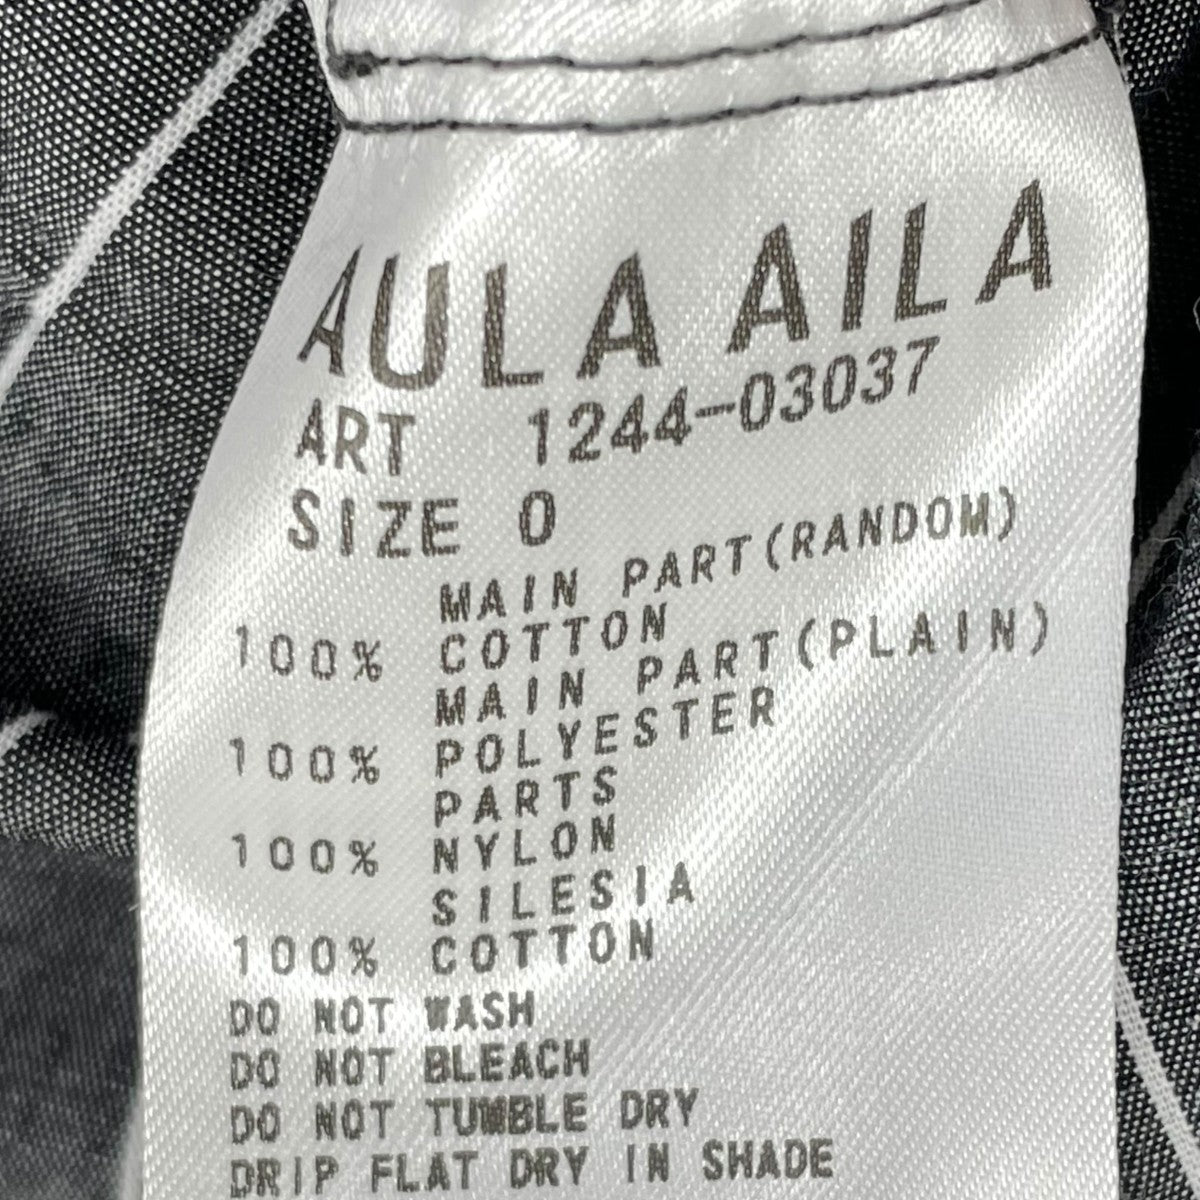 AULA AILA
ART 1244-03037
SIZE 0
MAIN PART(RANDOM)
100% COTTON
MAIN PART(PLAIN)
100% POLYESTER
PARTS
100% NYLON
SILESIA
100% COTTON
DO NOT WASH
DO NOT BLEACH
DO NOT TUMBLE DRY
DRIP FLAT DRY IN SHADE